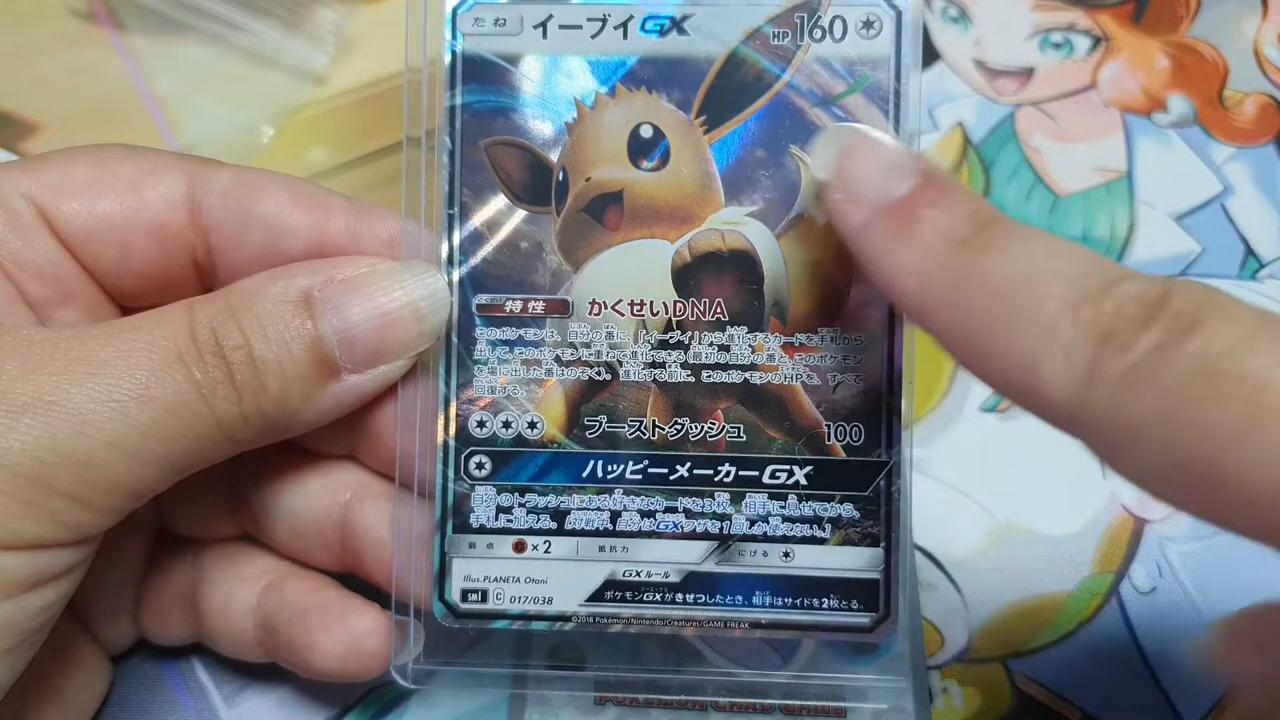 たね イーブイGX HP160
とくせい
特性 かくせいDNA
このポケモンは、自分の番に、「イーブイ」から進化するカードを手札から
出して、このポケモンに重ねて進化できる（最初の自分の番と、このポケモン
を場に出した番はのぞく）。進化する前に、このポケモンのHPを、すべて
回復する。
ブーストダッシュ 100
ハッピーメーカーGX
自分のトラッシュにある好きなカードを3枚、相手に見せてから、
手札に加える。［対戦中、自分はGXワザを1回しか使えない。］
弱点 ×2 抵抗力 にげる
Illus.PLANETA Otani
GXルール
SMI C 017/038
ポケモンGXがきぜつしたとき、相手はサイドを2枚とる。
©2018 Pokémon/Nintendo/Creatures/GAME FREAK.
POKÉMON CARD GAME